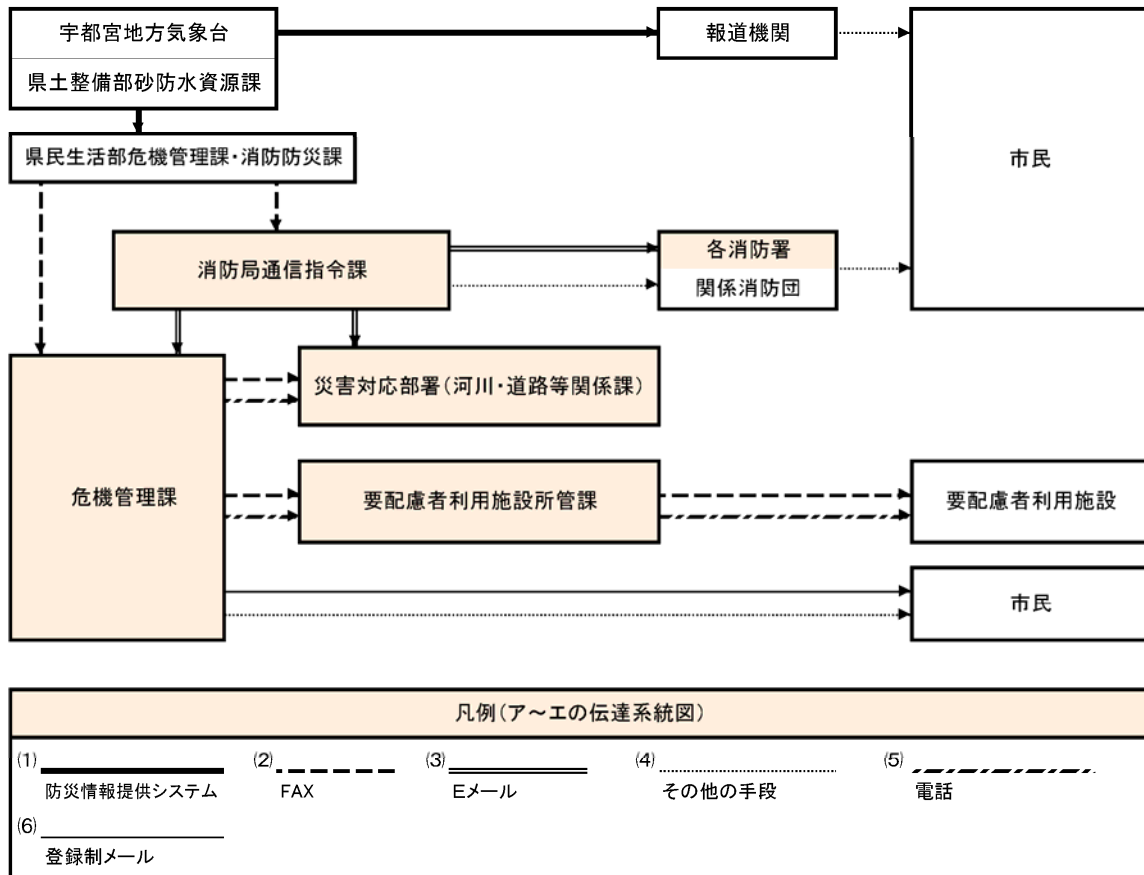 宇都宮地方気象台
県土整備部砂防水資源課
報道機関
市民
県民生活部危機管理課・消防防災課
消防局通信指令課
各消防署
関係消防団
災害対応部署(河川・道路等関係課)
危機管理課
要配慮者利用施設所管課
要配慮者利用施設
市民
凡例(ア～エの伝達系統図)
(1)
防災情報提供システム
(2)
FAX
(3)
Eメール
(4)
その他の手段
(5)
電話
(6)
登録制メール